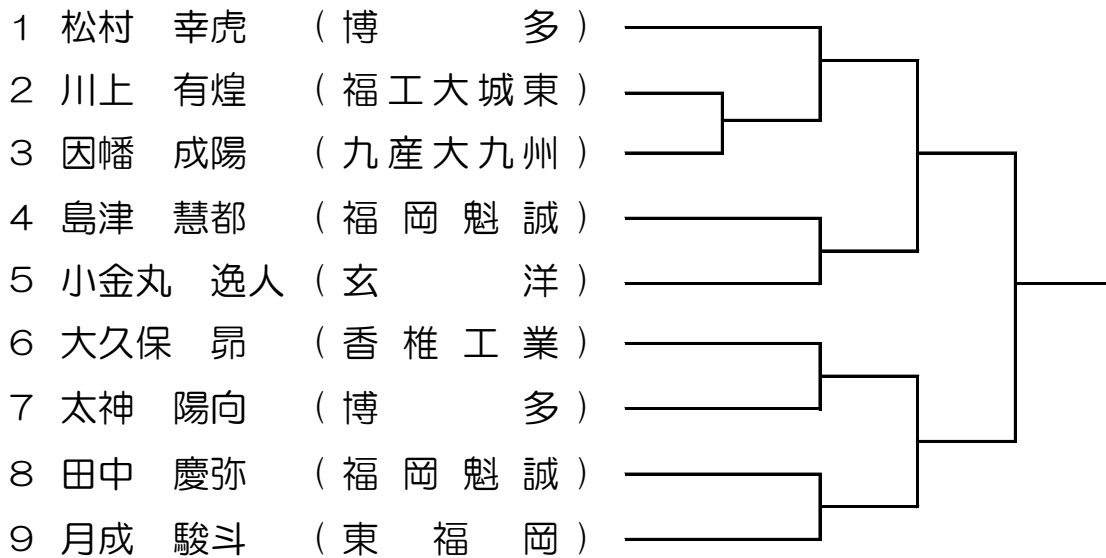 1 松村 幸虎 （博多）
2 川上 有煌 （福工大城東）
3 因幡 成陽 （九産大九州）
4 島津 慧都 （福岡魁誠）
5 小金丸 逸人 （玄洋）
6 大久保 昴 （香椎工業）
7 太神 陽向 （博多）
8 田中 慶弥 （福岡魁誠）
9 月成 駿斗 （東福岡）